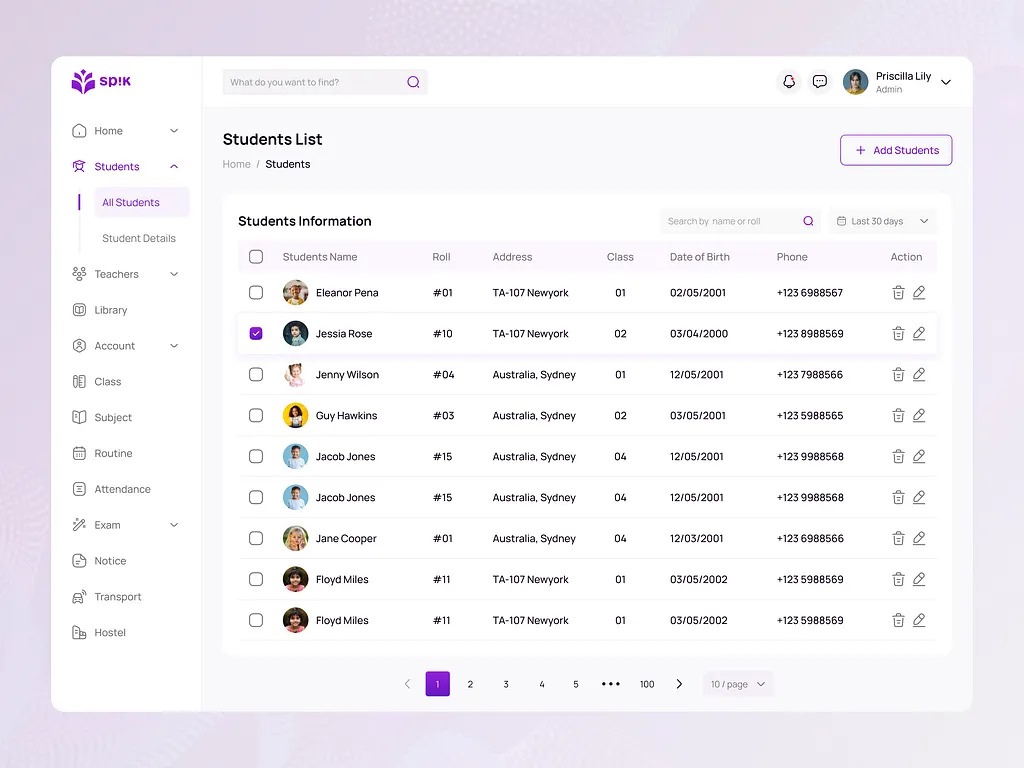 sp!k
What do you want to find?
Priscilla Lily
Admin
Home
Students
All Students
Student Details
Teachers
Library
Account
Class
Subject
Routine
Attendance
Exam
Notice
Transport
Hostel
Students List
Home / Students
+ Add Students
Students Information
Search by name or roll
Last 30 days
Students Name Roll Address Class Date of Birth Phone Action
Eleanor Pena #01 TA-107 Newyork 01 02/05/2001 +123 6988567
Jessia Rose #10 TA-107 Newyork 02 03/04/2000 +123 8988569
Jenny Wilson #04 Australia, Sydney 01 12/05/2001 +123 7988566
Guy Hawkins #03 Australia, Sydney 02 03/05/2001 +123 5988565
Jacob Jones #15 Australia, Sydney 04 12/05/2001 +123 9988568
Jacob Jones #15 Australia, Sydney 04 12/05/2001 +123 9988568
Jane Cooper #01 Australia, Sydney 04 12/03/2001 +123 6988566
Floyd Miles #11 TA-107 Newyork 01 03/05/2002 +123 5988569
Floyd Miles #11 TA-107 Newyork 01 03/05/2002 +123 5988569
1 2 3 4 5 ••• 100
10 / page